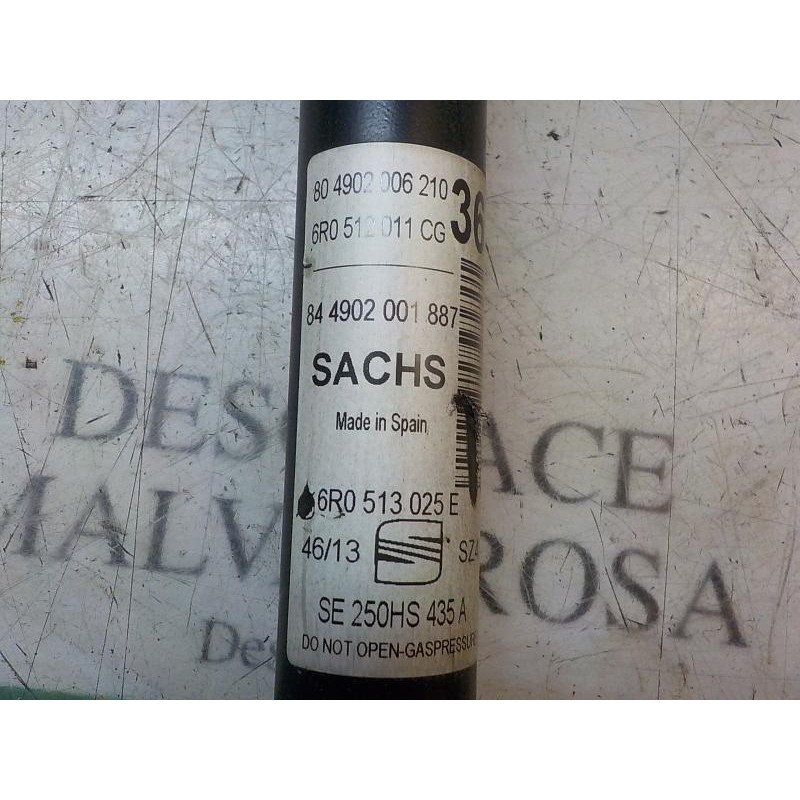 80 4902 006 210
36
6R0 512 011 CG
84 4902 001 887
SACHS
Made in Spain
6R0 513 025 E
46/13
SE 250HS 435 A
DO NOT OPEN-GASPRESSURE